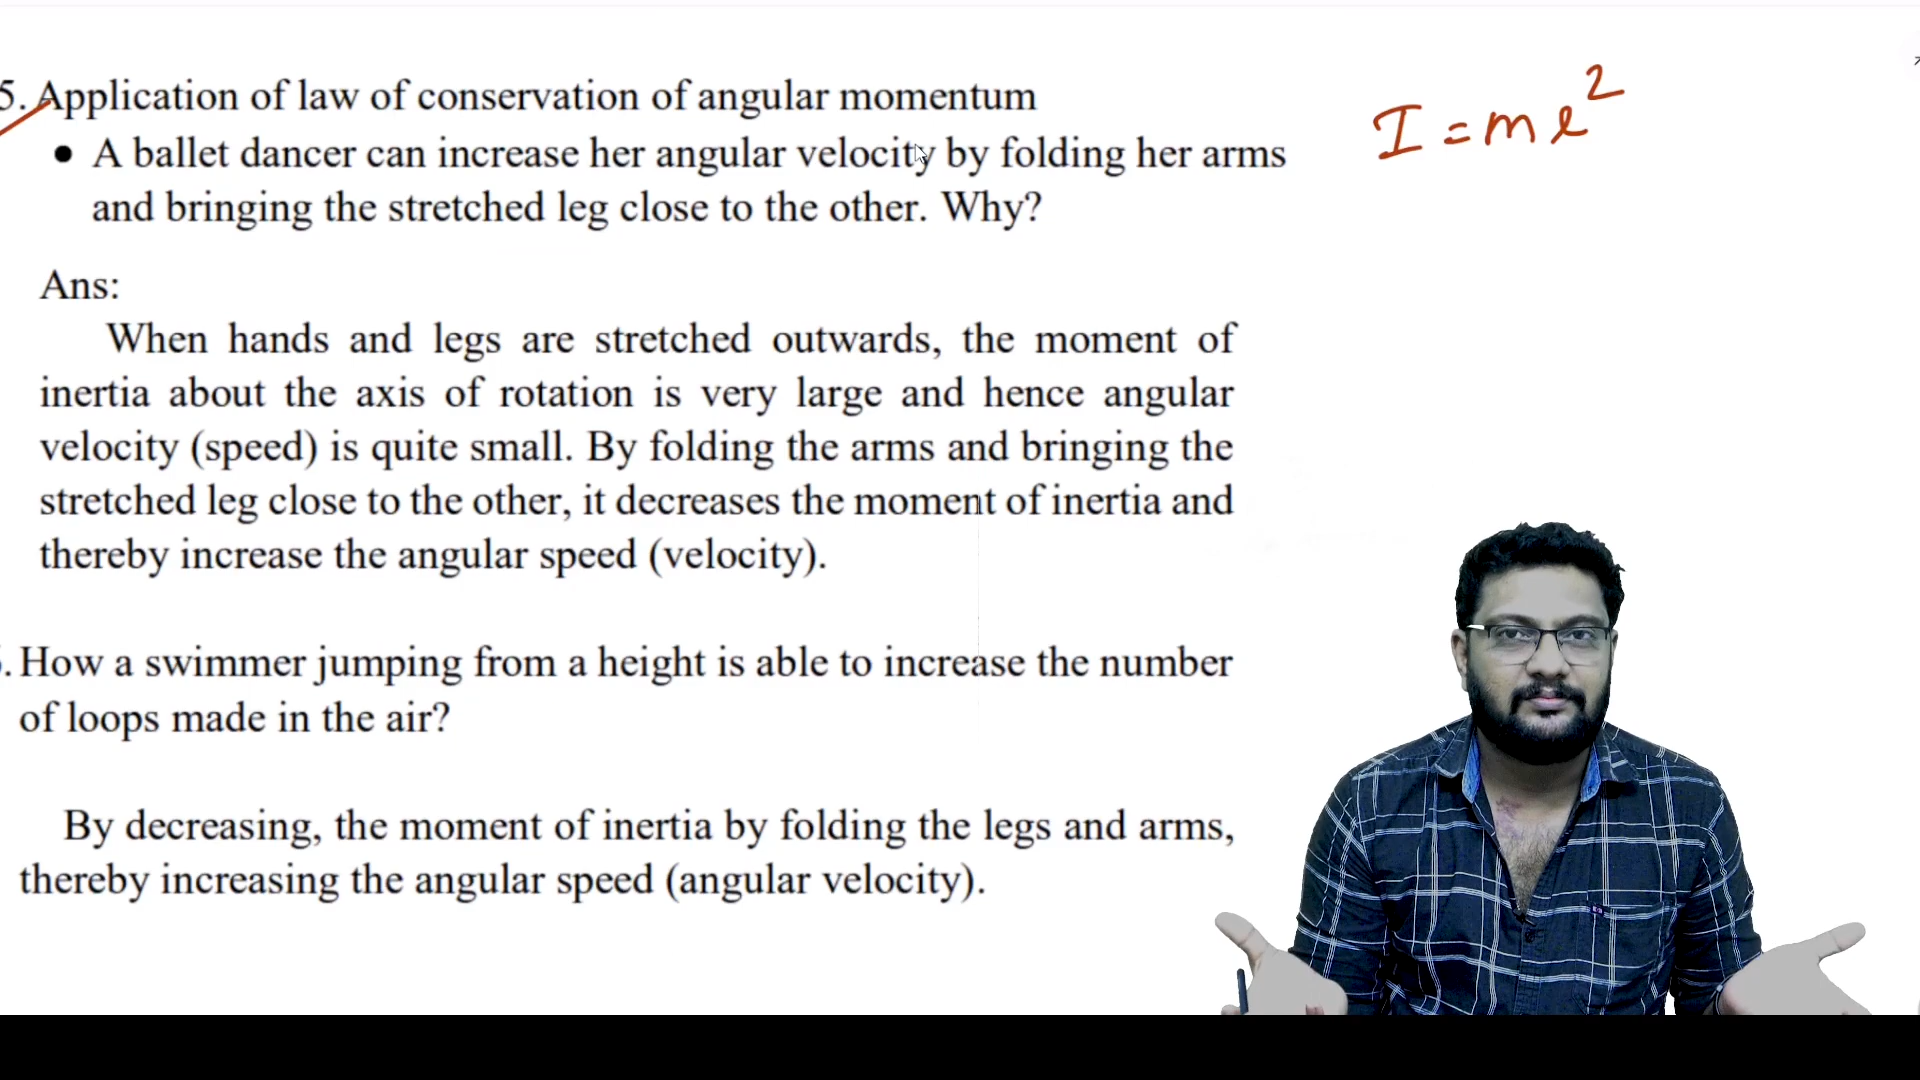 5. Application of law of conservation of angular momentum
I = mr²
• A ballet dancer can increase her angular velocity by folding her arms
and bringing the stretched leg close to the other. Why?
Ans:
When hands and legs are stretched outwards, the moment of
inertia about the axis of rotation is very large and hence angular
velocity (speed) is quite small. By folding the arms and bringing the
stretched leg close to the other, it decreases the moment of inertia and
thereby increase the angular speed (velocity).
. How a swimmer jumping from a height is able to increase the number
of loops made in the air?
By decreasing, the moment of inertia by folding the legs and arms,
thereby increasing the angular speed (angular velocity).